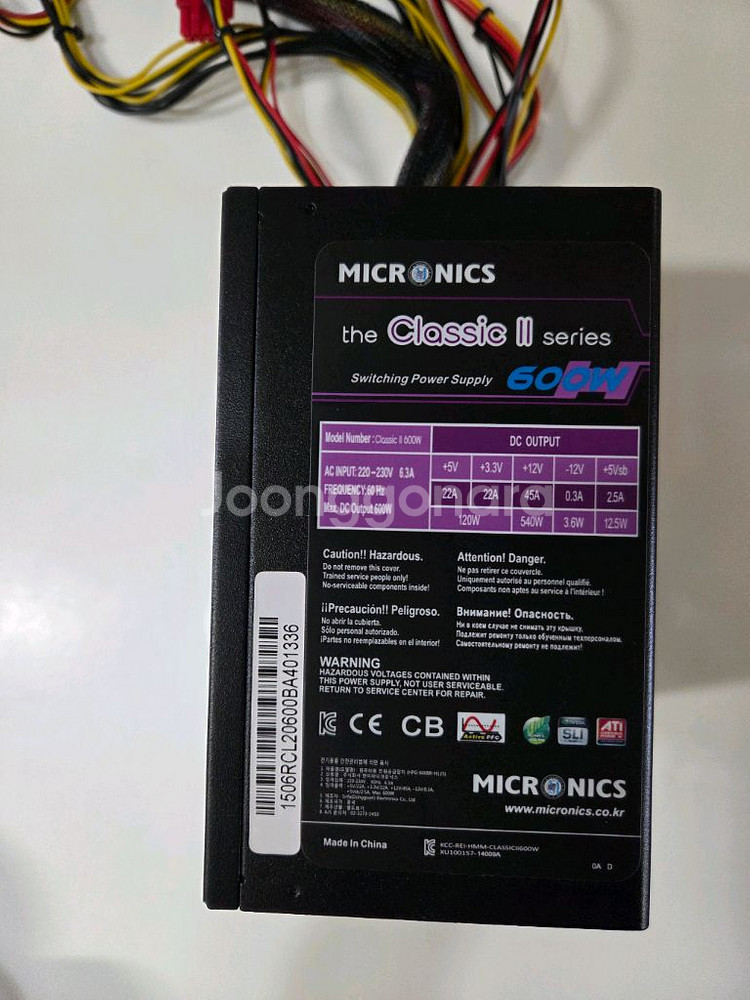 MICRONICS
the Classic II series
Switching Power Supply 600W
Model Number : Classic II 600W
DC OUTPUT
AC INPUT: 220~230V 6.3A
FREQUENCY: 60 Hz
Max. DC Output 600W
+5V +3.3V +12V -12V +5Vsb
22A 22A 45A 0.3A 2.5A
120W 540W 3.6W 12.5W
Joonggonara
Caution!! Hazardous.
Do not remove this cover.
Trained service people only!
No-serviceable components inside!
Attention! Danger.
Ne pas retirer ce couvercle.
Uniquement autorisé au personnel qualifié.
Composants non aptes au service à l'intérieur !
¡¡Precaución!! Peligroso.
No abrir la cubierta.
Sólo personal autorizado.
¡Partes no reemplazables en el interior!
Внимание! Опасность.
Ни в коем случае не снимать эту крышку.
Подлежит ремонту только обученным техперсоналом.
Самостоятельному ремонту не подлежит!
WARNING
HAZARDOUS VOLTAGES CONTAINED WITHIN
THIS POWER SUPPLY, NOT USER SERVICEABLE.
RETURN TO SERVICE CENTER FOR REPAIR.
CE CB Active PFC SLI ATI
MICRONICS
www.micronics.co.kr
Made in China
KCC-REI-HMM-CLASSICII600W
XU100157-14009A
0A D
1506RCL20600BA401336